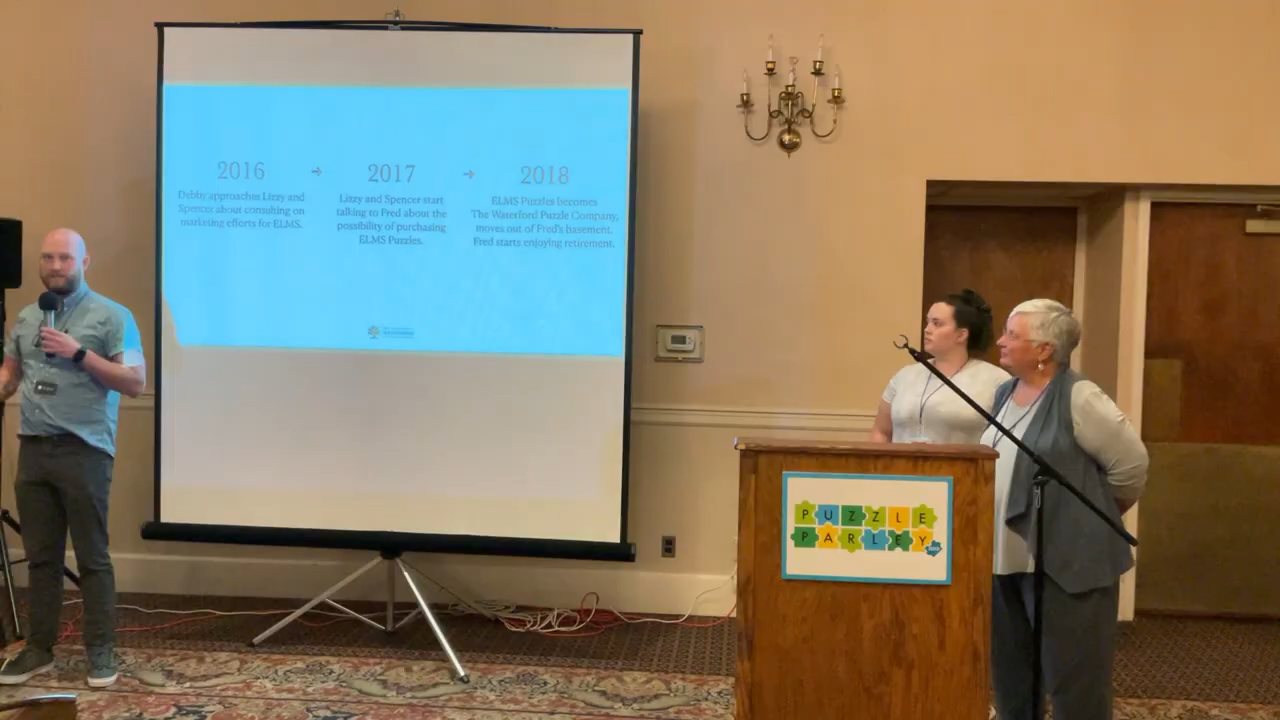 2016
Debby approaches Lizzy and
Spencer about consulting on
marketing efforts for ELMS.
2017
Lizzy and Spencer start
talking to Fred about the
possibility of purchasing
ELMS Puzzles.
2018
ELMS Puzzles becomes
The Waterford Puzzle Company,
moves out of Fred's basement.
Fred starts enjoying retirement.
PUZZLE
PARLEY